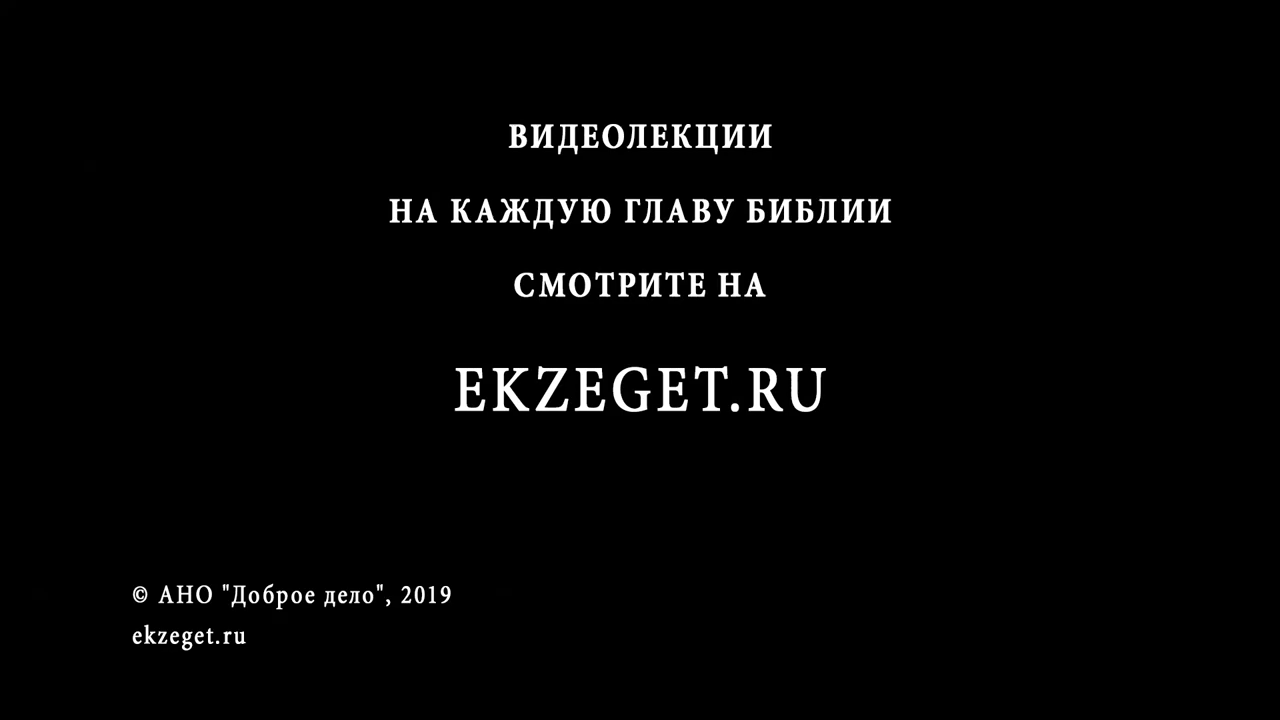 ВИДЕОЛЕКЦИИ
НА КАЖДУЮ ГЛАВУ БИБЛИИ
СМОТРИТЕ НА
EKZEGET.RU
© АНО "Доброе дело", 2019
ekzeget.ru